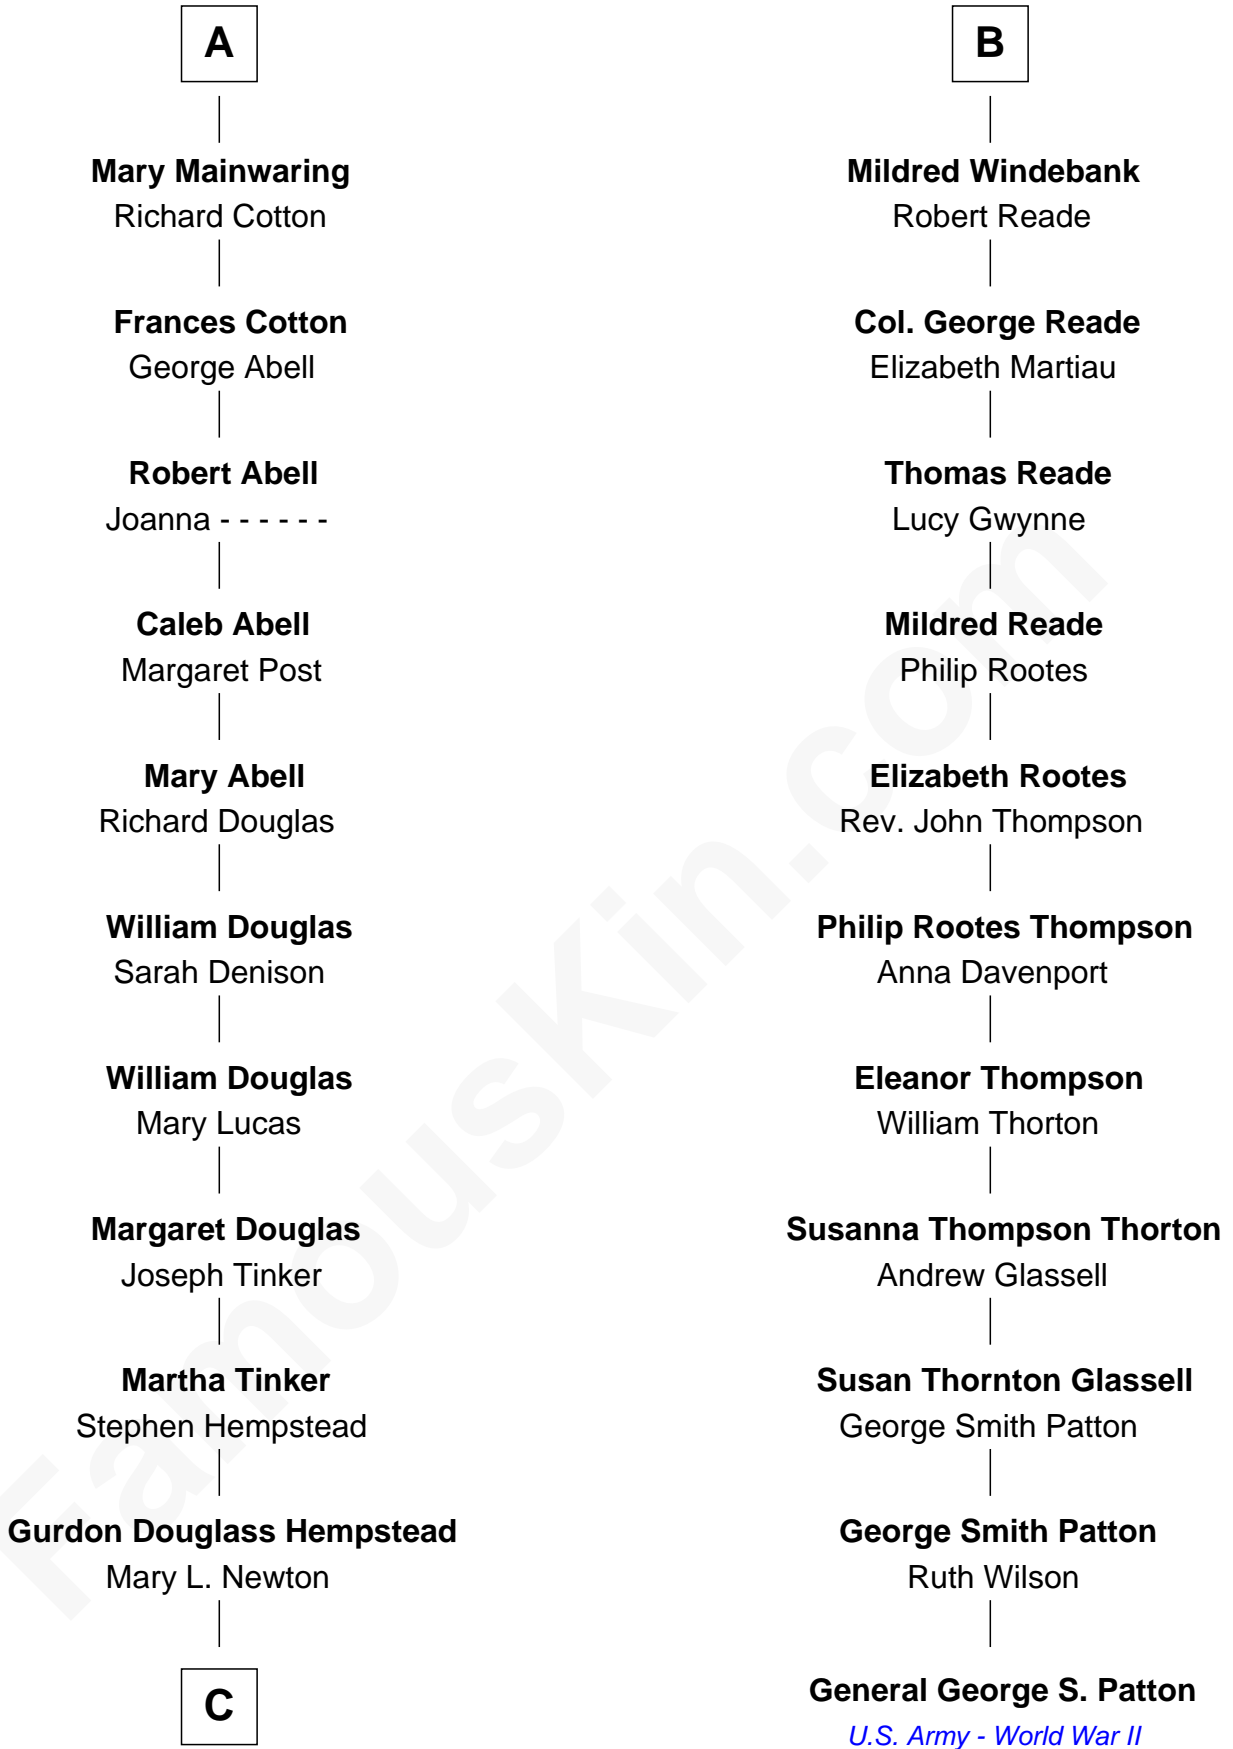 A
Mary Mainwaring
Richard Cotton
Frances Cotton
George Abell
Robert Abell
Joanna - - - - - -
Caleb Abell
Margaret Post
Mary Abell
Richard Douglas
William Douglas
Sarah Denison
William Douglas
Mary Lucas
Margaret Douglas
Joseph Tinker
Martha Tinker
Stephen Hempstead
Gurdon Douglass Hempstead
Mary L. Newton
C
B
Mildred Windebank
Robert Reade
Col. George Reade
Elizabeth Martiau
Thomas Reade
Lucy Gwynne
Mildred Reade
Philip Rootes
Elizabeth Rootes
Rev. John Thompson
Philip Rootes Thompson
Anna Davenport
Eleanor Thompson
William Thorton
Susanna Thompson Thorton
Andrew Glassell
Susan Thornton Glassell
George Smith Patton
George Smith Patton
Ruth Wilson
General George S. Patton
U.S. Army - World War II
FamousKin.com